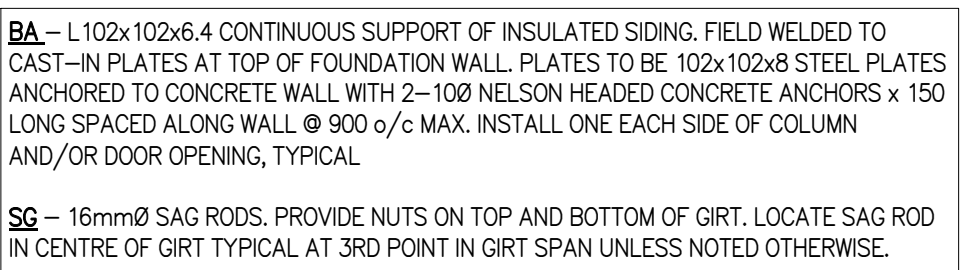 BA – L102x102x6.4 CONTINUOUS SUPPORT OF INSULATED SIDING. FIELD WELDED TO
CAST–IN PLATES AT TOP OF FOUNDATION WALL. PLATES TO BE 102x102x8 STEEL PLATES
ANCHORED TO CONCRETE WALL WITH 2–10Ø NELSON HEADED CONCRETE ANCHORS x 150
LONG SPACED ALONG WALL @ 900 o/c MAX. INSTALL ONE EACH SIDE OF COLUMN
AND/OR DOOR OPENING, TYPICAL
SG – 16mmØ SAG RODS. PROVIDE NUTS ON TOP AND BOTTOM OF GIRT. LOCATE SAG ROD
IN CENTRE OF GIRT TYPICAL AT 3RD POINT IN GIRT SPAN UNLESS NOTED OTHERWISE.